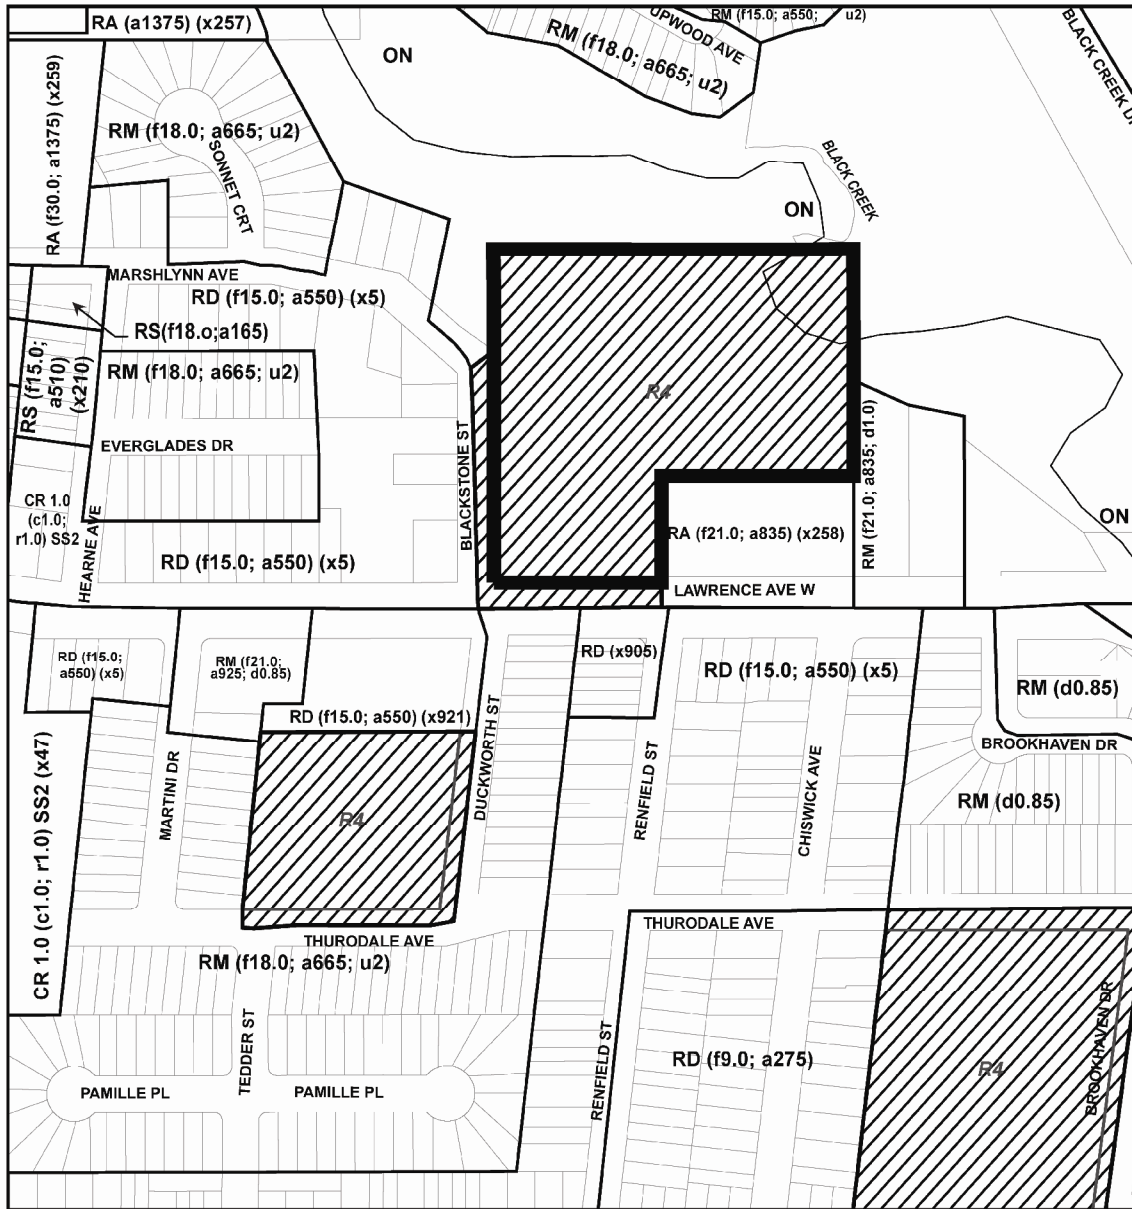 RA (a1375) (x257)
RM (f15.0; a550; u2)
UPWOOD AVE
RM (f18.0; a665; u2)
ON
BLACK CREEK D
RA (f30.0; a1375) (x259)
RM (f18.0; a665; u2)
SONNET CRT
BLACK CREEK
ON
MARSHLYNN AVE
RD (f15.0; a550) (x5)
RS(f18.o;a165)
RS (f15.0;
a510)
(x210)
RM (f18.0; a665; u2)
R4
EVERGLADES DR
BLACKSTONE ST
RM (f21.0; a835; d1.0)
CR 1.0
(c1.0;
r1.0) SS2
HEARNE AVE
RD (f15.0; a550) (x5)
RA (f21.0; a835) (x258)
ON
LAWRENCE AVE W
RD (f15.0;
a550) (x5)
RM (f21.0;
a925; d0.85)
RD (x905)
RD (f15.0; a550) (x5)
RM (d0.85)
RD (f15.0; a550) (x921)
DUCKWORTH ST
BROOKHAVEN DR
CR 1.0 (c1.0; r1.0) SS2 (x47)
MARTINI DR
R4
RENFIELD ST
CHISWICK AVE
RM (d0.85)
THURODALE AVE
THURODALE AVE
RM (f18.0; a665; u2)
TEDDER ST
RENFIELD ST
RD (f9.0; a275)
R4
BROOKHAVEN DR
PAMILLE PL
PAMILLE PL